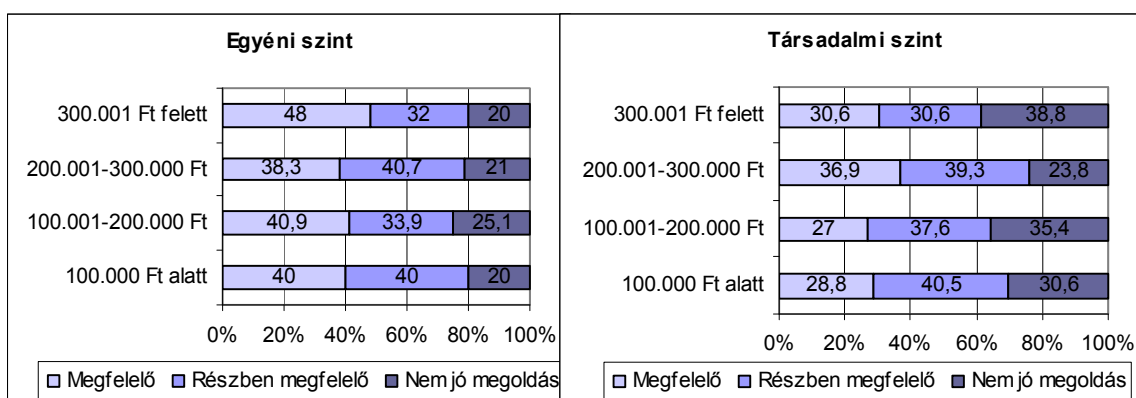 Egyéni szint
300.001 Ft felett 48 32 20
200.001-300.000 Ft 38,3 40,7 21
100.001-200.000 Ft 40,9 33,9 25,1
100.000 Ft alatt 40 40 20
0% 20% 40% 60% 80% 100%
Megfelelő Részben megfelelő Nem jó megoldás
Társadalmi szint
300.001 Ft felett 30,6 30,6 38,8
200.001-300.000 Ft 36,9 39,3 23,8
100.001-200.000 Ft 27 37,6 35,4
100.000 Ft alatt 28,8 40,5 30,6
0% 20% 40% 60% 80% 100%
Megfelelő Részben megfelelő Nem jó megoldás